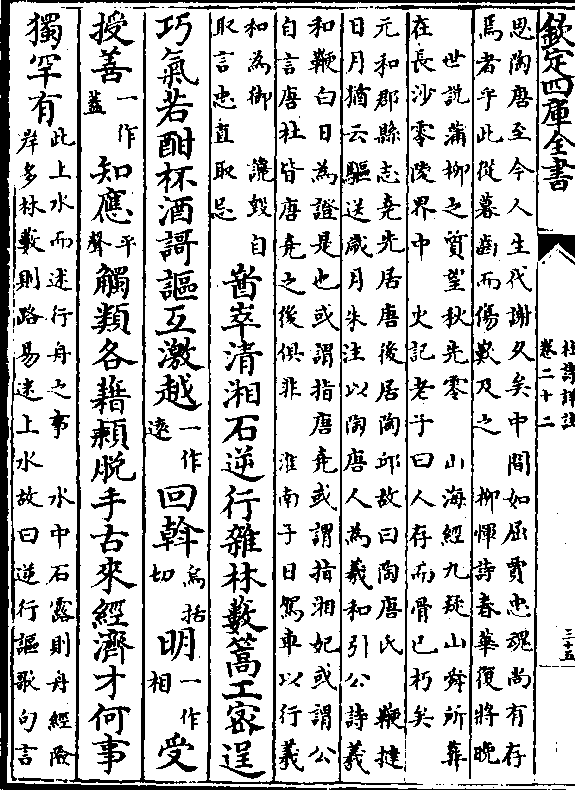 欽定四庫全書
杜詩詳註
卷二十二
三十五
思陶唐至今人生代謝久矣中間如屈賈忠魂尚有存
焉者乎此從暮齒而傷歎及之　柳惲詩春華復將晚
世說蒲柳之質望秋先零　山海經九疑山舜所葬
在長沙零陵界中　史記老子曰人存而骨已朽矣
元和郡縣志堯先居唐後居陶邱故曰陶唐氏　鞭撻
日月猶云驅送歲月朱注以陶唐人為羲和引公詩羲
和鞭白日為證是也或謂指唐堯或謂指湘妃或謂公
自言唐杜皆唐堯之後俱非　淮南子日駕車以行羲
和為御　讒毀自
取言忠直取忌
崷崒清湘石逆行雜林藪篙工密逞
巧氣若酣杯酒謌謳互激越一作遠回斡烏括切明一作相受
授善一作蓋知應平聲觸類各藉穎脫手古來經濟才何事
獨罕有
此上水而述行舟之事　水中石露則舟經險
岸多林藪則路易迷上水故曰逆行謳歌句言